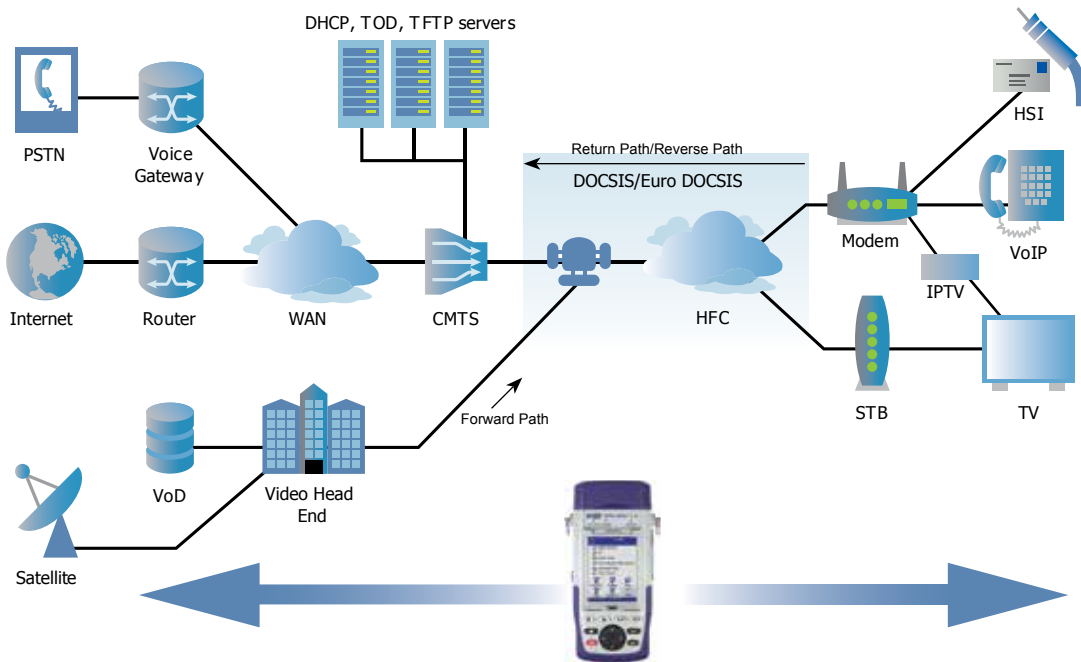 DHCP, TOD, TFTP servers
PSTN
Voice
Gateway
Return Path/Reverse Path
DOCSIS/Euro DOCSIS
HSI
Modem
VoIP
IPTV
Internet
Router
WAN
CMTS
HFC
STB
TV
Forward Path
VoD
Video Head
End
Satellite